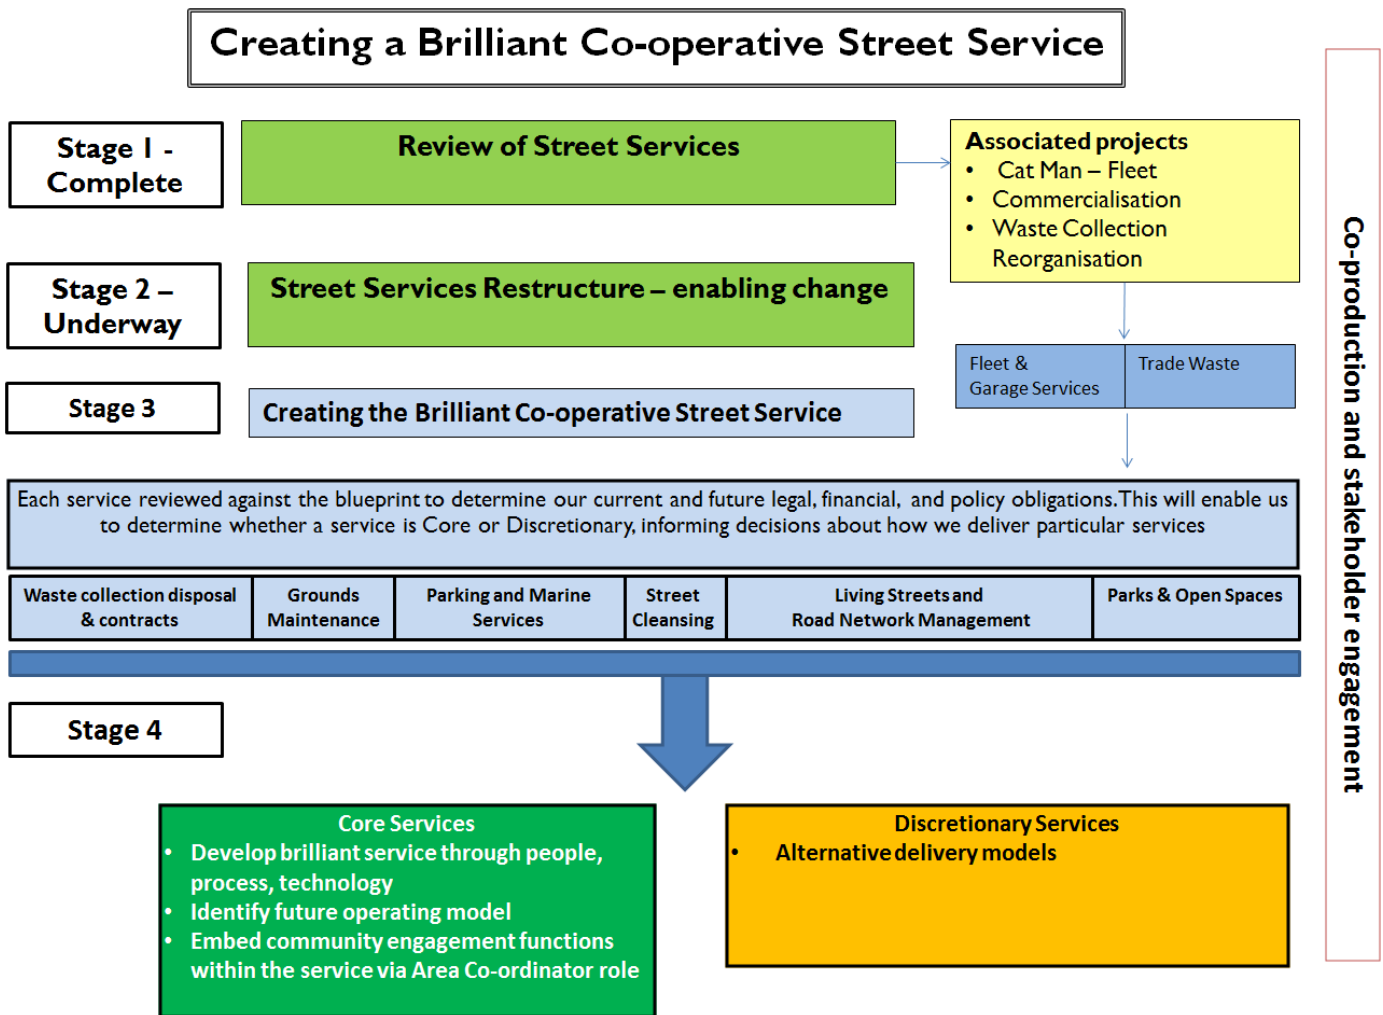 Creating a Brilliant Co-operative Street Service
Stage 1 -
Complete
Review of Street Services
Associated projects
• Cat Man – Fleet
• Commercialisation
• Waste Collection
Reorganisation
Stage 2 –
Underway
Street Services Restructure – enabling change
Fleet &
Garage Services
Trade Waste
Stage 3
Creating the Brilliant Co-operative Street Service
Each service reviewed against the blueprint to determine our current and future legal, financial, and policy obligations. This will enable us
to determine whether a service is Core or Discretionary, informing decisions about how we deliver particular services
Waste collection disposal
& contracts
Grounds
Maintenance
Parking and Marine
Services
Street
Cleansing
Living Streets and
Road Network Management
Parks & Open Spaces
Stage 4
Core Services
• Develop brilliant service through people,
process, technology
• Identify future operating model
• Embed community engagement functions
within the service via Area Co-ordinator role
Discretionary Services
• Alternative delivery models
Co-production and stakeholder engagement